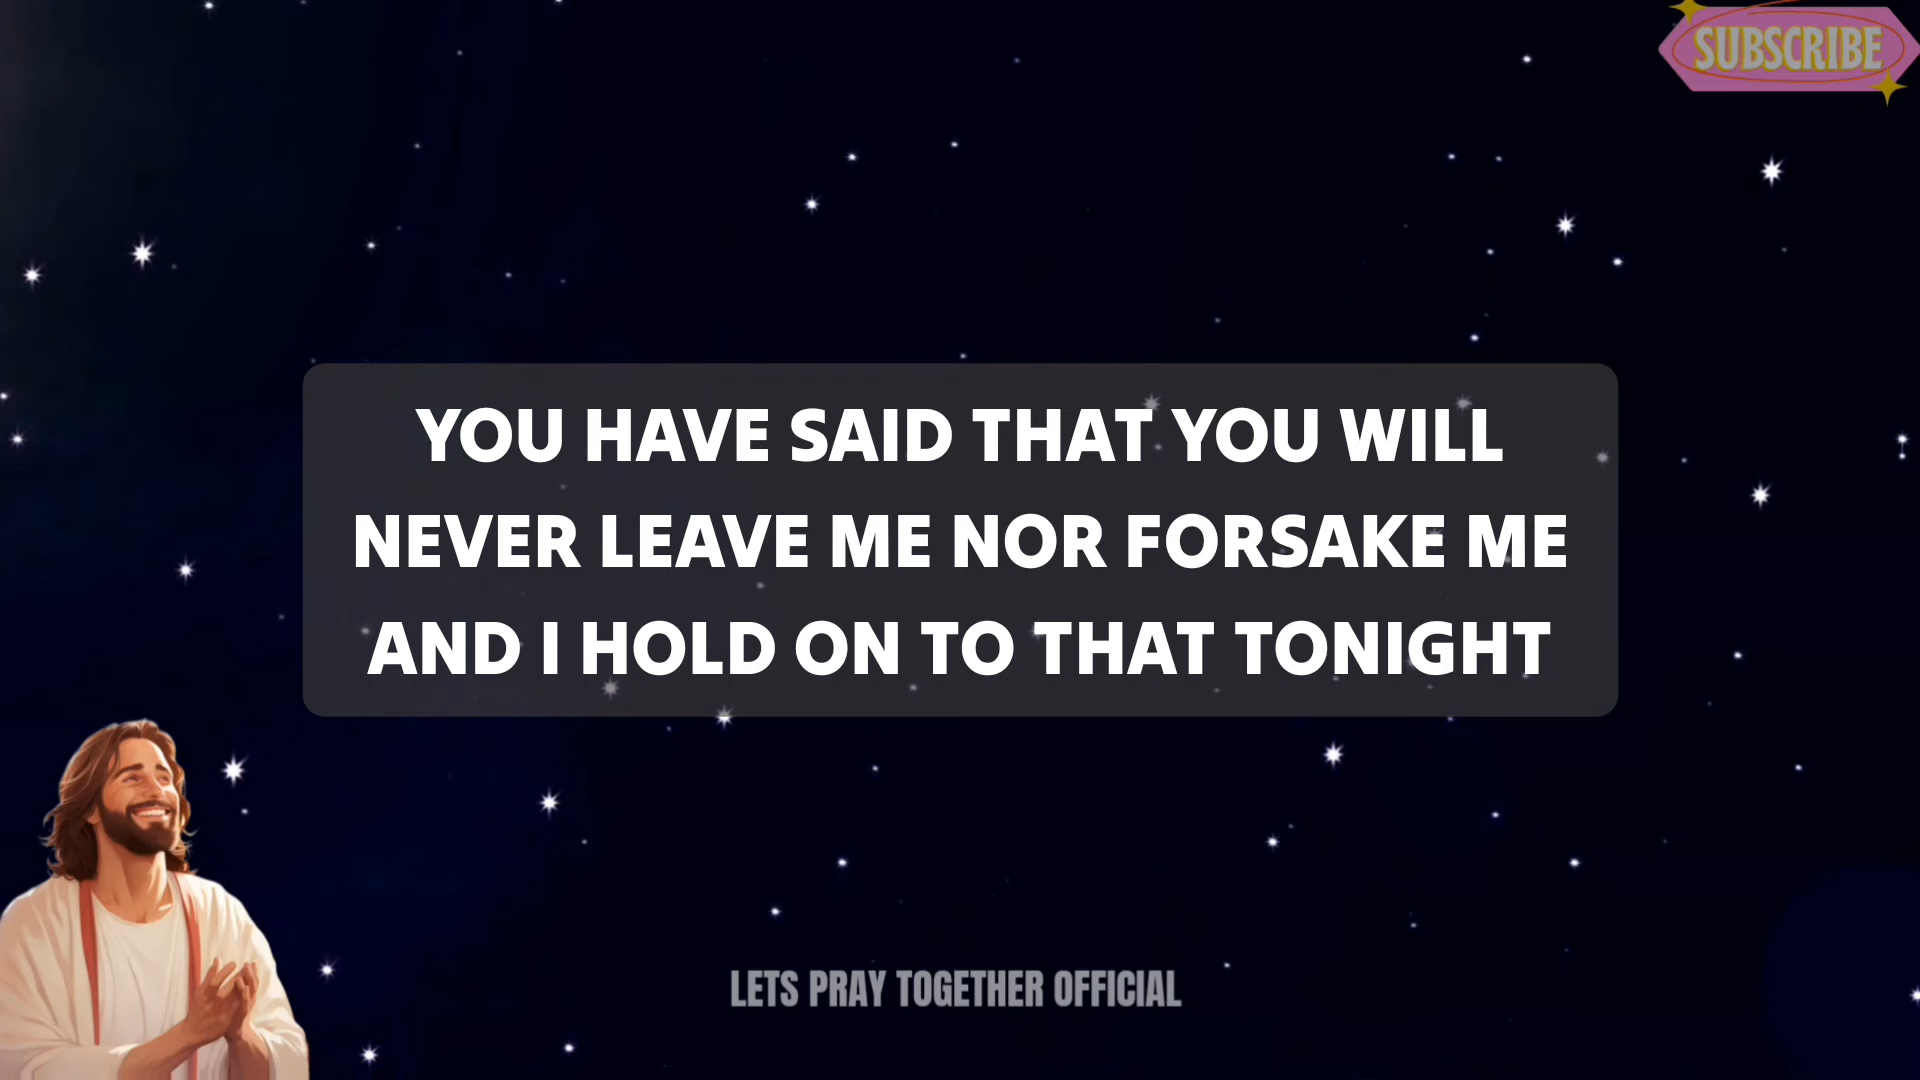 SUBSCRIBE
YOU HAVE SAID THAT YOU WILL
NEVER LEAVE ME NOR FORSAKE ME
AND I HOLD ON TO THAT TONIGHT
LETS PRAY TOGETHER OFFICIAL